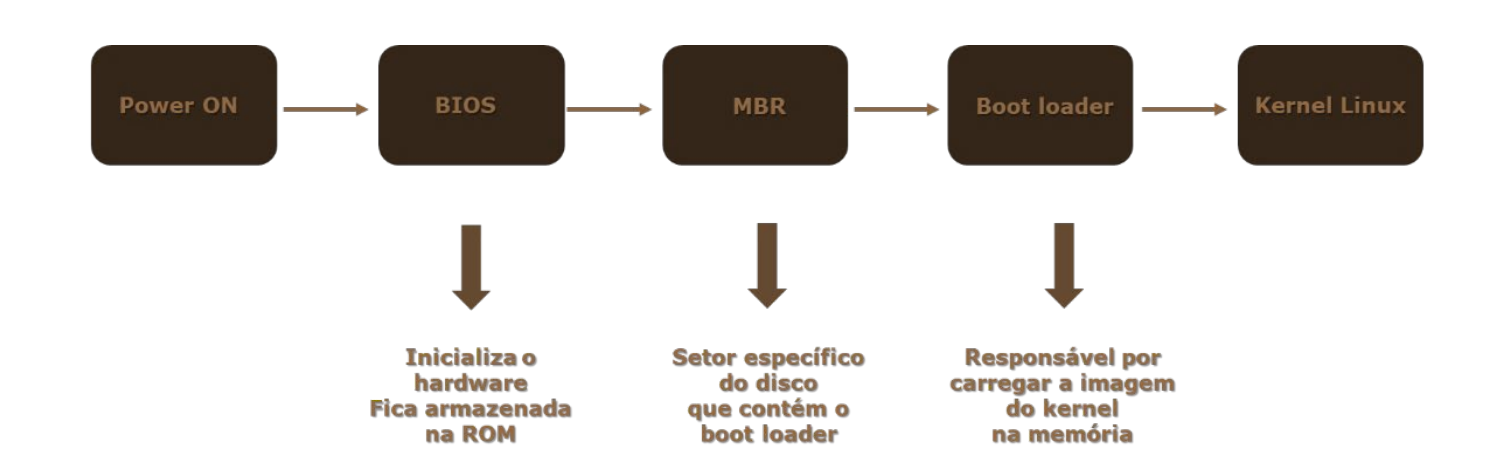 Power ON
BIOS
MBR
Boot loader
Kernel Linux
Inicializa o
hardware
Fica armazenada
na ROM
Setor específico
do disco
que contém o
boot loader
Responsável por
carregar a imagem
do kernel
na memória